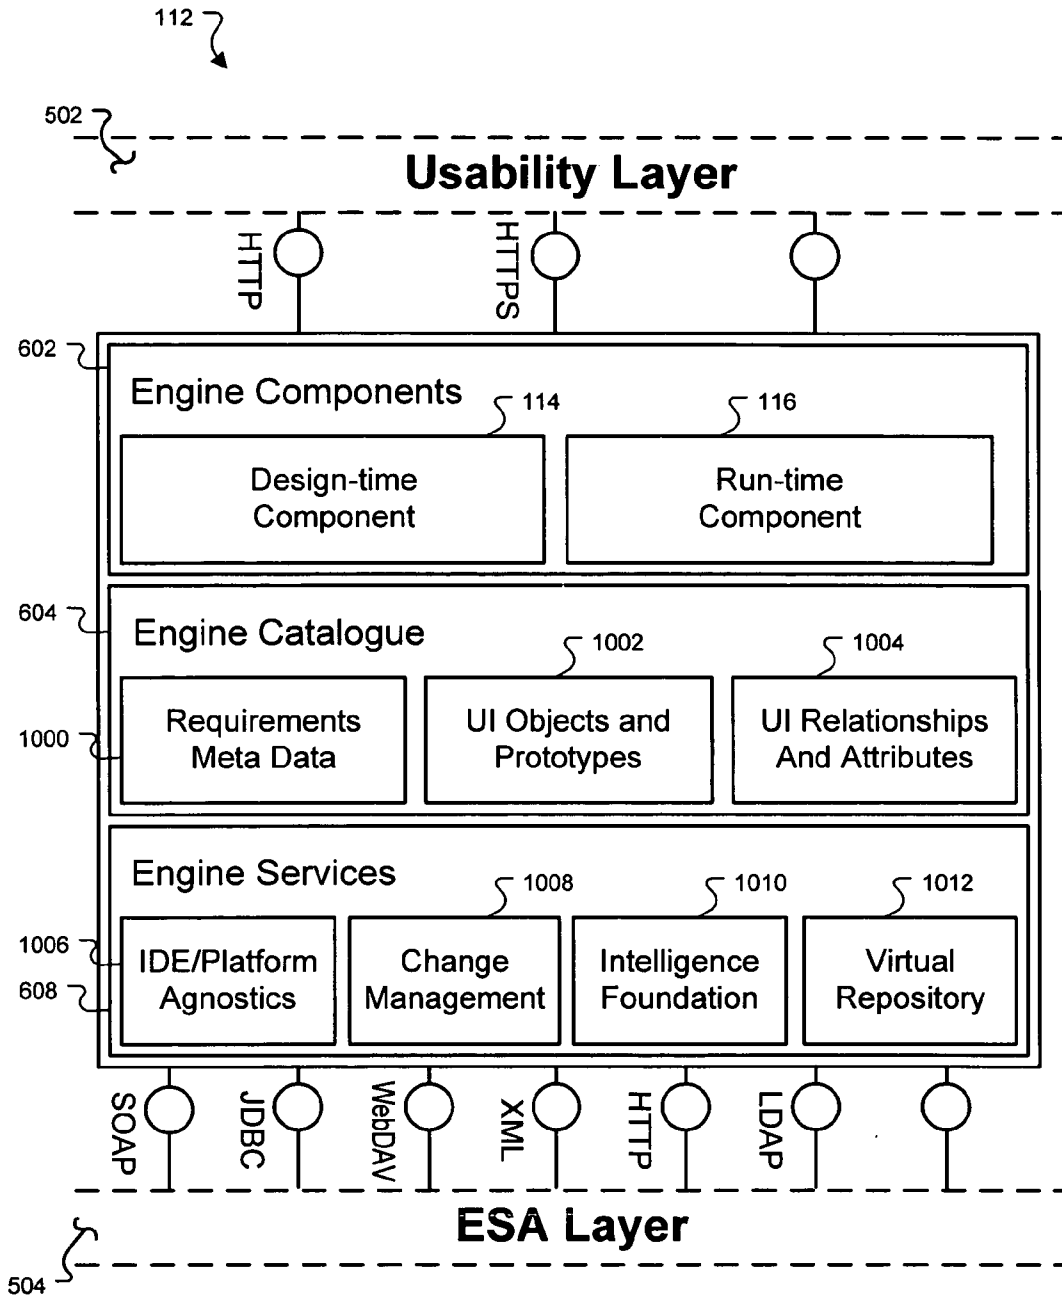 112
502
Usability Layer
HTTP
HTTPS
602
Engine Components
114
116
Design-time
Component
Run-time
Component
604
Engine Catalogue
1002
1004
1000
Requirements
Meta Data
UI Objects and
Prototypes
UI Relationships
And Attributes
Engine Services
1008
1010
1012
1006
608
IDE/Platform
Agnostics
Change
Management
Intelligence
Foundation
Virtual
Repository
SOAP
JDBC
WebDAV
XML
HTTP
LDAP
ESA Layer
504